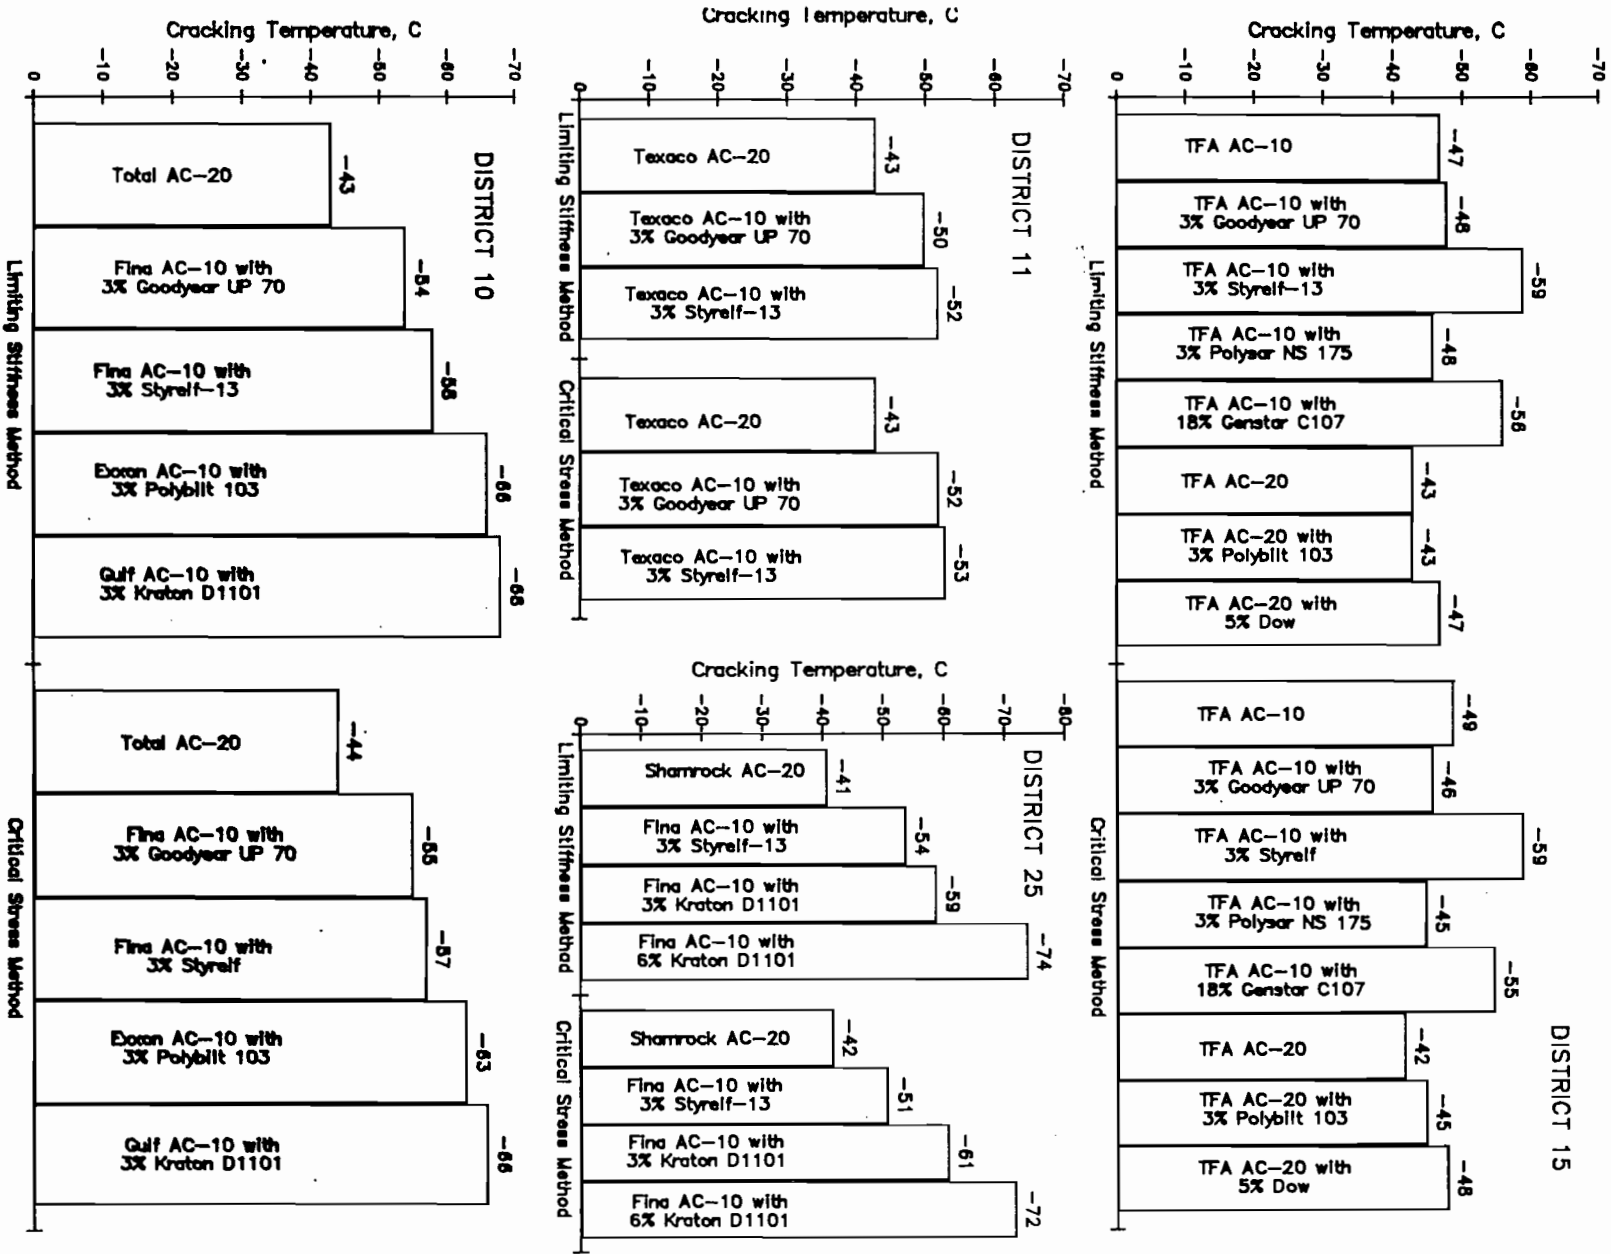 Cracking Temperature, C
0
-10
-20
-30
-40
-50
-60
-70
DISTRICT 10
Total AC-20
-43
Fina AC-10 with
3% Goodyear UP 70
-54
Fina AC-10 with
3% Styrelf-13
-58
Exxon AC-10 with
3% Polybilt 103
-66
Gulf AC-10 with
3% Kraton D1101
-68
Limiting Stiffness Method
Total AC-20
-44
Fina AC-10 with
3% Goodyear UP 70
-55
Fina AC-10 with
3% Styrelf
-57
Exxon AC-10 with
3% Polybilt 103
-63
Gulf AC-10 with
3% Kraton D1101
-66
Critical Stress Method
Cracking Temperature, C
0
-10
-20
-30
-40
-50
-60
-70
DISTRICT 11
Texaco AC-20
-43
Texaco AC-10 with
3% Goodyear UP 70
-50
Texaco AC-10 with
3% Styrelf-13
-52
Limiting Stiffness Method
Texaco AC-20
-43
Texaco AC-10 with
3% Goodyear UP 70
-52
Texaco AC-10 with
3% Styrelf-13
-53
Critical Stress Method
Cracking Temperature, C
0
-10
-20
-30
-40
-50
-60
-70
-80
DISTRICT 25
Shamrock AC-20
-41
Fina AC-10 with
3% Styrelf-13
-54
Fina AC-10 with
3% Kraton D1101
-59
Fina AC-10 with
6% Kraton D1101
-74
Limiting Stiffness Method
Shamrock AC-20
-42
Fina AC-10 with
3% Styrelf-13
-51
Fina AC-10 with
3% Kraton D1101
-61
Fina AC-10 with
6% Kraton D1101
-72
Critical Stress Method
Cracking Temperature, C
0
-10
-20
-30
-40
-50
-60
-70
TFA AC-10
-47
TFA AC-10 with
3% Goodyear UP 70
-48
TFA AC-10 with
3% Styrelf-13
-59
TFA AC-10 with
3% Polysar NS 175
TFA AC-10 with
18% Genstar C107
-56
TFA AC-20
-43
TFA AC-20 with
3% Polybilt 103
-43
TFA AC-20 with
5% Dow
-47
Limiting Stiffness Method
TFA AC-10
-49
TFA AC-10 with
3% Goodyear UP 70
-46
TFA AC-10 with
3% Styrelf
-59
TFA AC-10 with
3% Polysar NS 175
-45
TFA AC-10 with
18% Genstar C107
-55
TFA AC-20
-42
TFA AC-20 with
3% Polybilt 103
-45
TFA AC-20 with
5% Dow
-48
Critical Stress Method
DISTRICT 15